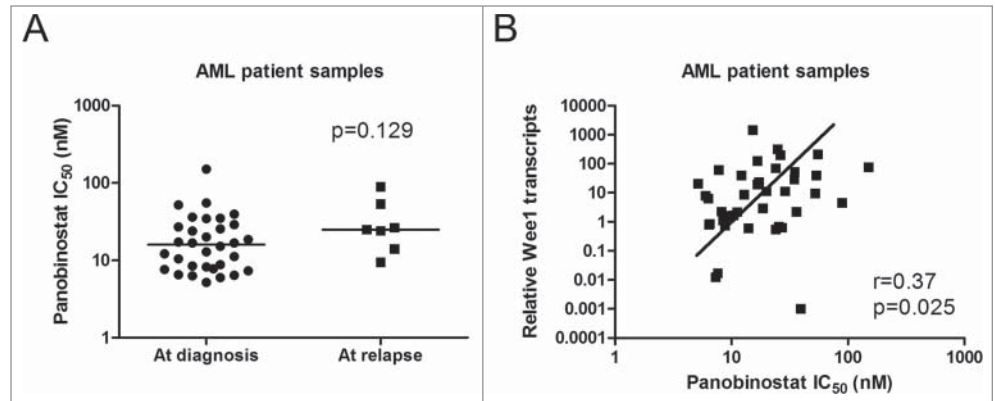 A
AML patient samples
Panobinostat IC50 (nM)
1000
100
10
1
p=0.129
At diagnosis
At relapse
B
AML patient samples
Relative Wee1 transcripts
10000
1000
100
10
1
0.1
0.01
0.001
0.0001
r=0.37
p=0.025
1
10
100
1000
Panobinostat IC50 (nM)